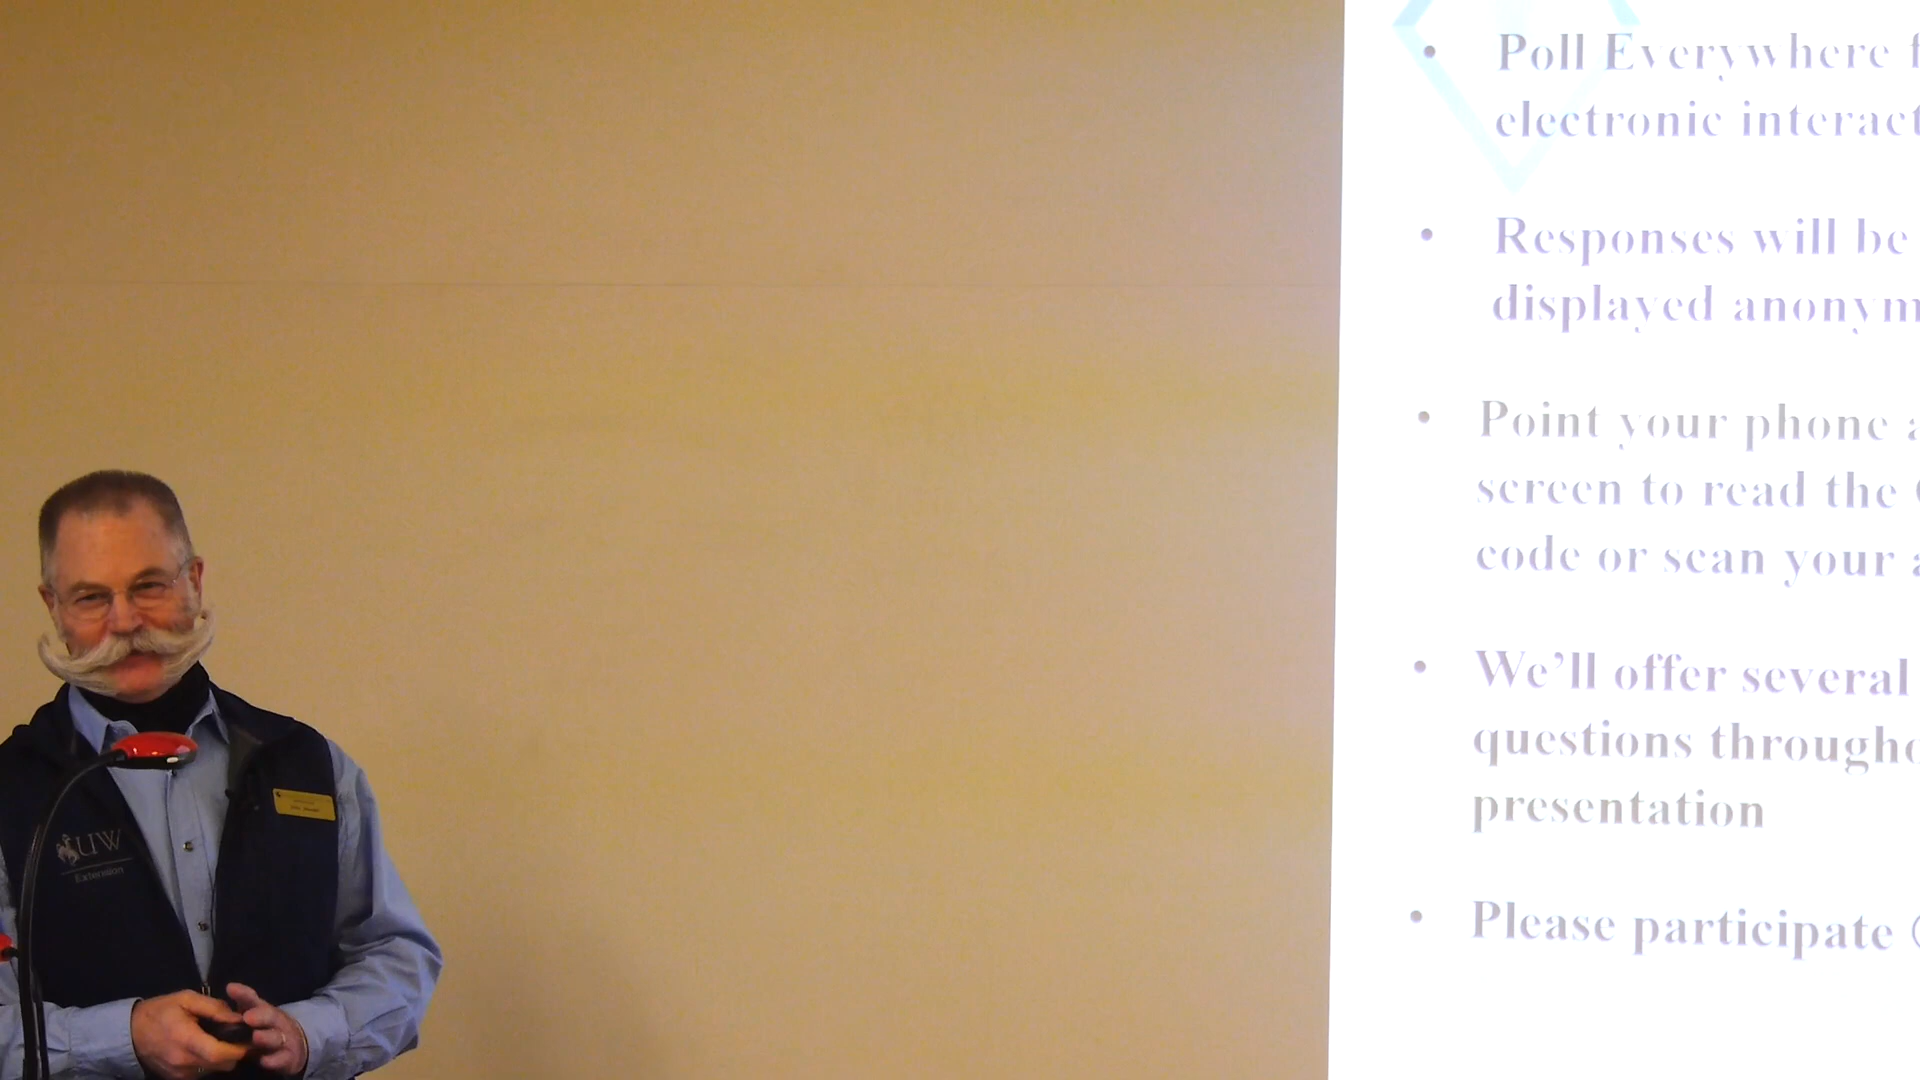 Poll Everywhere f
electronic interact
Responses will be
displayed anonym
Point your phone a
screen to read the
code or scan your a
We'll offer several
questions througho
presentation
Please participate (
UW
Extension